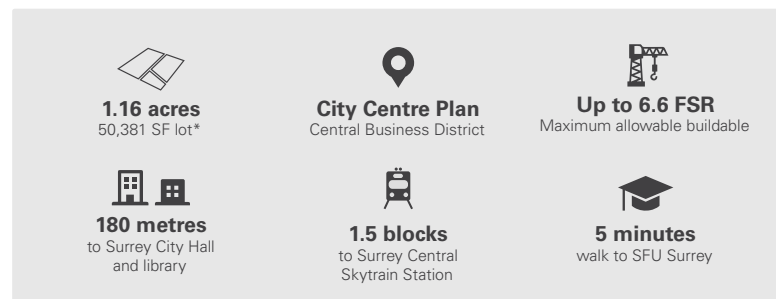 1.16 acres
50,381 SF lot*
City Centre Plan
Central Business District
Up to 6.6 FSR
Maximum allowable buildable
180 metres
to Surrey City Hall
and library
1.5 blocks
to Surrey Central
Skytrain Station
5 minutes
walk to SFU Surrey